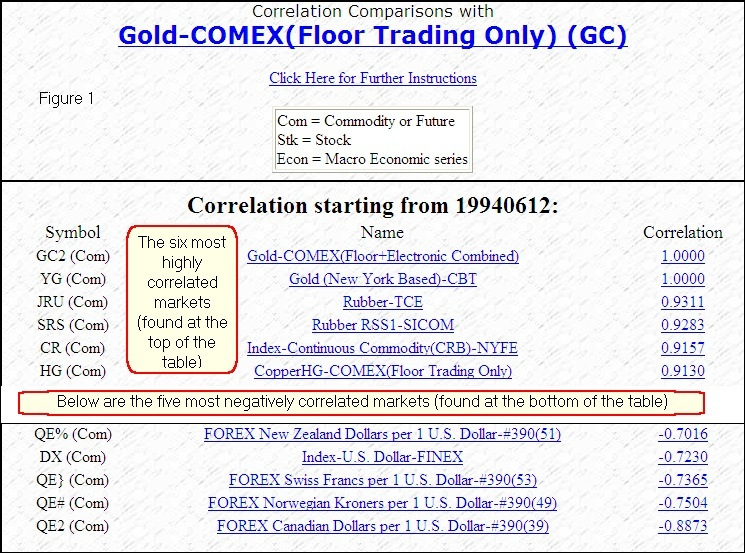 Correlation Comparisons with
Gold-COMEX(Floor Trading Only) (GC)
Click Here for Further Instructions
Figure 1
Com = Commodity or Future
Stk = Stock
Econ = Macro Economic series
Correlation starting from 19940612:
Symbol Name Correlation
The six most
highly
correlated
markets
(found at the
top of the
table)
GC2 (Com) Gold-COMEX(Floor+Electronic Combined) 1.0000
YG (Com) Gold (New York Based)-CBT 1.0000
JRU (Com) Rubber-TCE 0.9311
SRS (Com) Rubber RSS1-SICOM 0.9283
CR (Com) Index-Continuous Commodity(CRB)-NYFE 0.9157
HG (Com) CopperHG-COMEX(Floor Trading Only) 0.9130
Below are the five most negatively correlated markets (found at the bottom of the table)
QE% (Com) FOREX New Zealand Dollars per 1 U.S. Dollar-#390(51) -0.7016
DX (Com) Index-U.S. Dollar-FINEX -0.7230
QE} (Com) FOREX Swiss Francs per 1 U.S. Dollar-#390(53) -0.7365
QE# (Com) FOREX Norwegian Kroners per 1 U.S. Dollar-#390(49) -0.7504
QE2 (Com) FOREX Canadian Dollars per 1 U.S. Dollar-#390(39) -0.8873